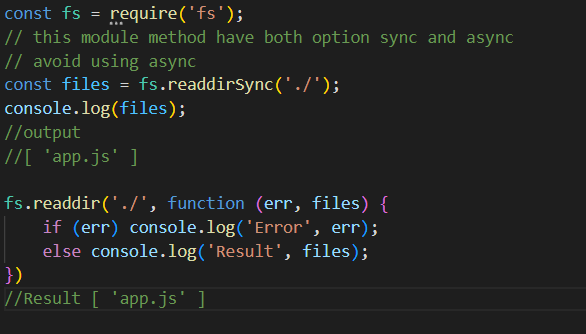 const fs = require('fs');
// this module method have both option sync and async
// avoid using async
const files = fs.readdirSync('./');
console.log(files);
//output
//[ 'app.js' ]
fs.readdir('./', function (err, files) {
    if (err) console.log('Error', err);
    else console.log('Result', files);
})
//Result [ 'app.js' ]